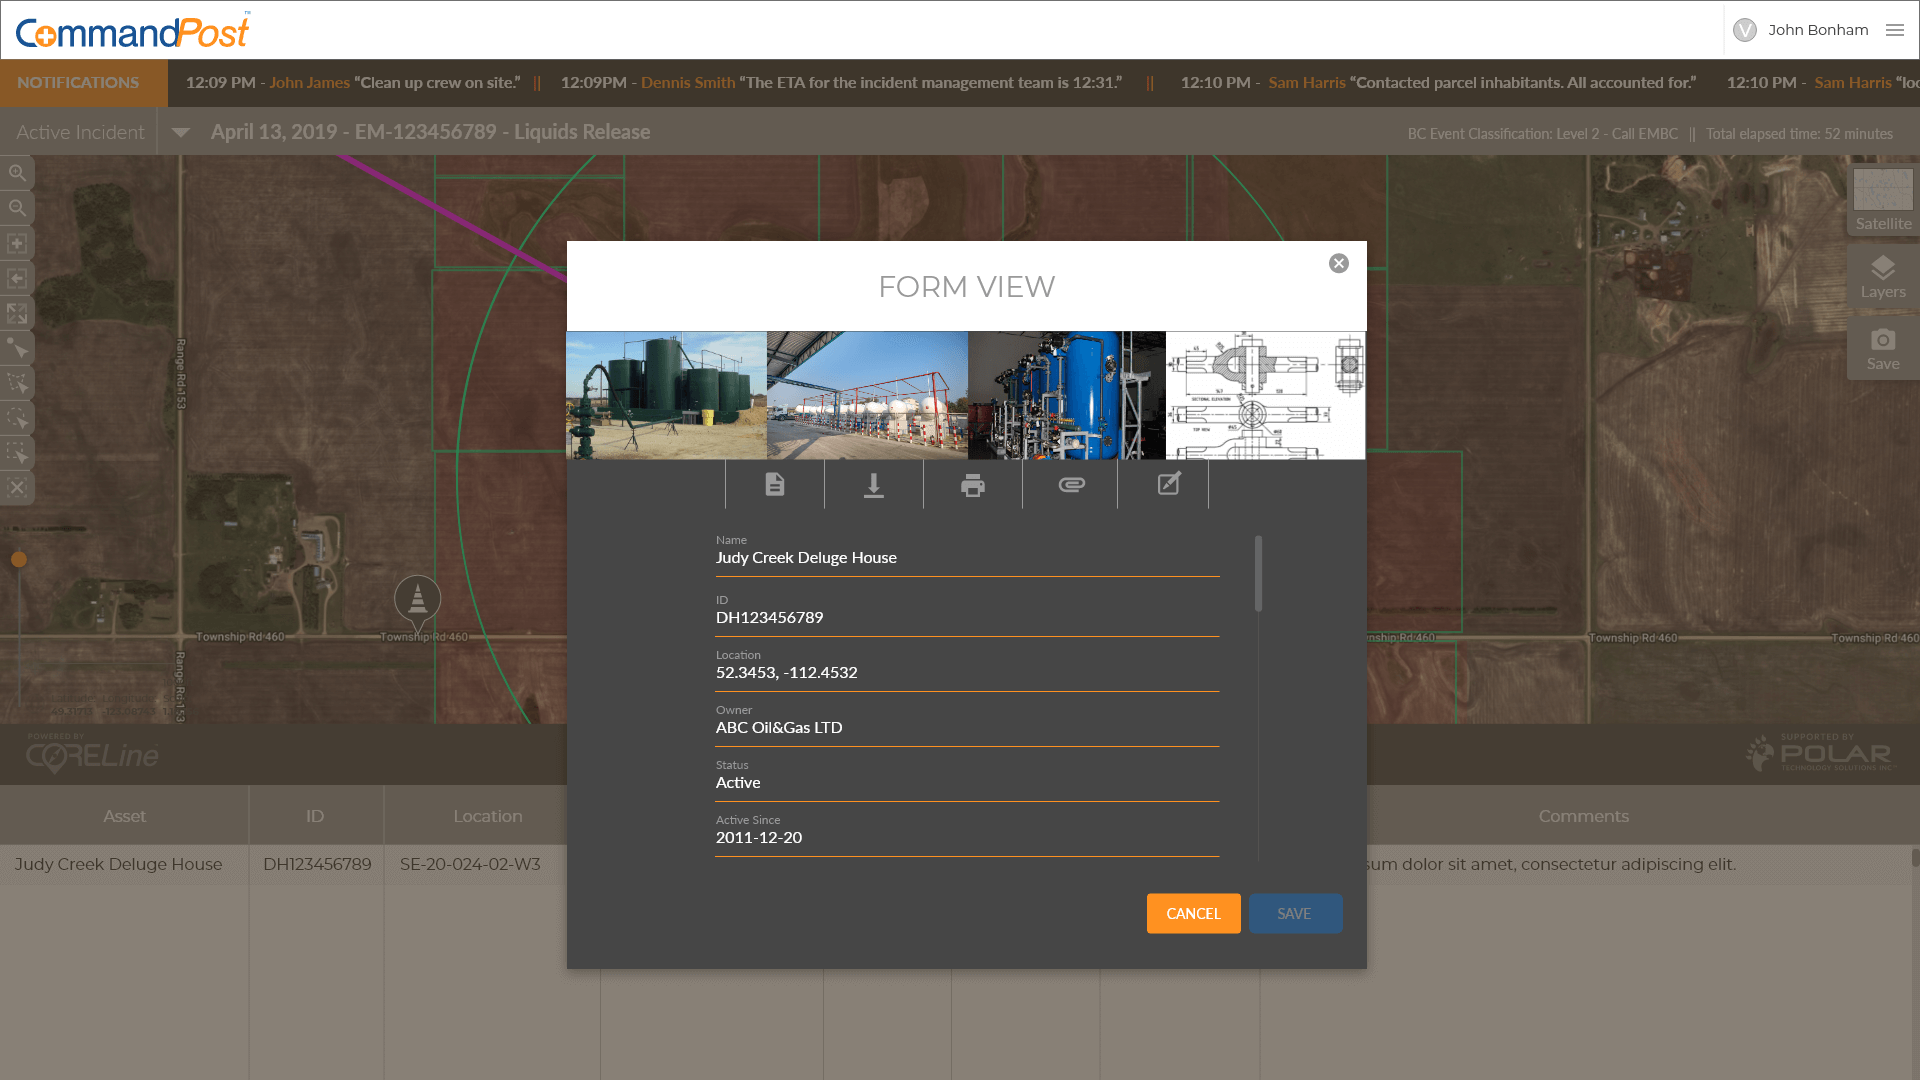 CommandPost™
V John Bonham
NOTIFICATIONS
12:09 PM - John James “Clean up crew on site.” || 12:09PM - Dennis Smith “The ETA for the incident management team is 12:31.” || 12:10 PM - Sam Harris “Contacted parcel inhabitants. All accounted for.” 12:10 PM - Sam Harris
Active Incident
April 13, 2019 - EM-123456789 - Liquids Release
BC Event Classification: Level 2 - Call EMBC || Total elapsed time: 52 minutes
Satellite
Layers
Save
Range Rd 153
Range Rd 153
Township Rd 460
Township Rd 460
Township Rd 460
Township Rd 460
FORM VIEW
SECTIONAL ELEVATION
TOP VIEW
Name
Judy Creek Deluge House
ID
DH123456789
Location
52.3453, -112.4532
Owner
ABC Oil&Gas LTD
Status
Active
Active Since
2011-12-20
CANCEL
SAVE
POWERED BY
CORELine
SUPPORTED BY
POLAR
TECHNOLOGY SOLUTIONS INC
Asset
ID
Location
Comments
Judy Creek Deluge House
DH123456789
SE-20-024-02-W3
dolor sit amet, consectetur adipiscing elit.